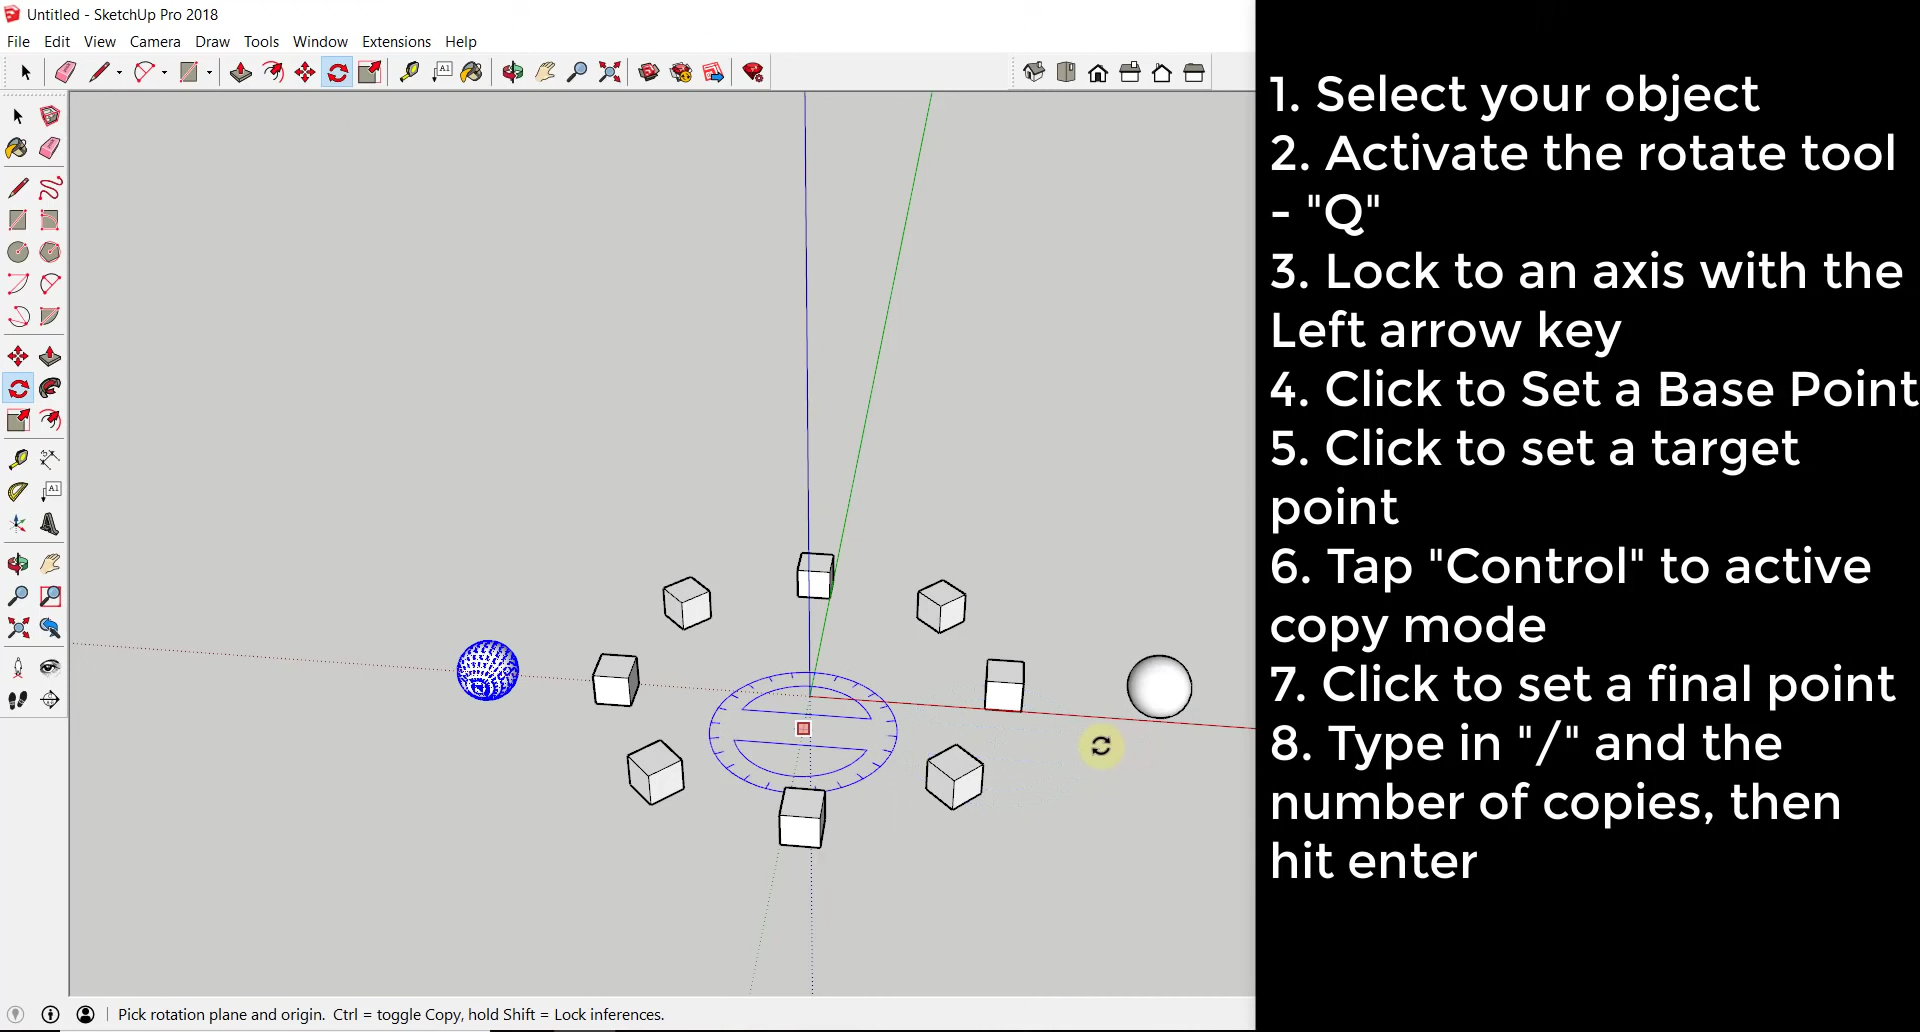 Untitled - SketchUp Pro 2018
File Edit View Camera Draw Tools Window Extensions Help
A1
A1
1. Select your object
2. Activate the rotate tool
- "Q"
3. Lock to an axis with the
Left arrow key
4. Click to Set a Base Point
5. Click to set a target
point
6. Tap "Control" to active
copy mode
7. Click to set a final point
8. Type in "/" and the
number of copies, then
hit enter
Pick rotation plane and origin. Ctrl = toggle Copy, hold Shift = Lock inferences.